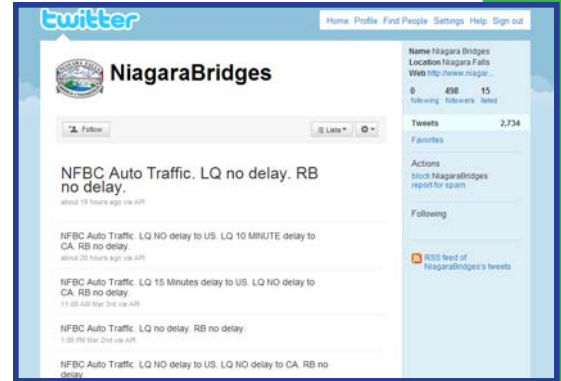 twitter
Home Profile Find People Settings Help Sign out
NiagaraBridges
Follow
Lists
NFBC Auto Traffic. LQ no delay. RB
no delay.
about 19 hours ago via API
NFBC Auto Traffic. LQ NO delay to US. LQ 10 MINUTE delay to
CA. RB no delay.
about 20 hours ago via API
NFBC Auto Traffic. LQ 15 Minutes delay to US. LQ NO delay to
CA. RB no delay.
11:08 AM Mar 3rd via API
NFBC Auto Traffic. LQ no delay. RB no delay.
1:05 PM Mar 2nd via API
NFBC Auto Traffic. LQ NO delay to US. LQ NO delay to CA. RB no
delay.
Name Niagara Bridges
Location Niagara Falls
Web http://www.niagar...
0 498 15
following followers listed
Tweets 2,734
Favorites
Actions
block NiagaraBridges
report for spam
Following
RSS feed of
NiagaraBridges's tweets